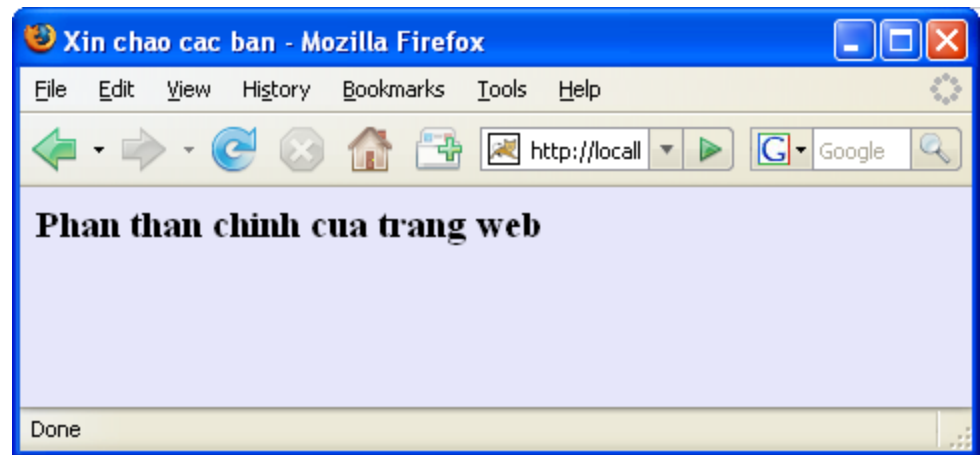 Xin chao cac ban - Mozilla Firefox
File Edit View History Bookmarks Tools Help
http://locall G Google
Phan than chinh cua trang web
Done